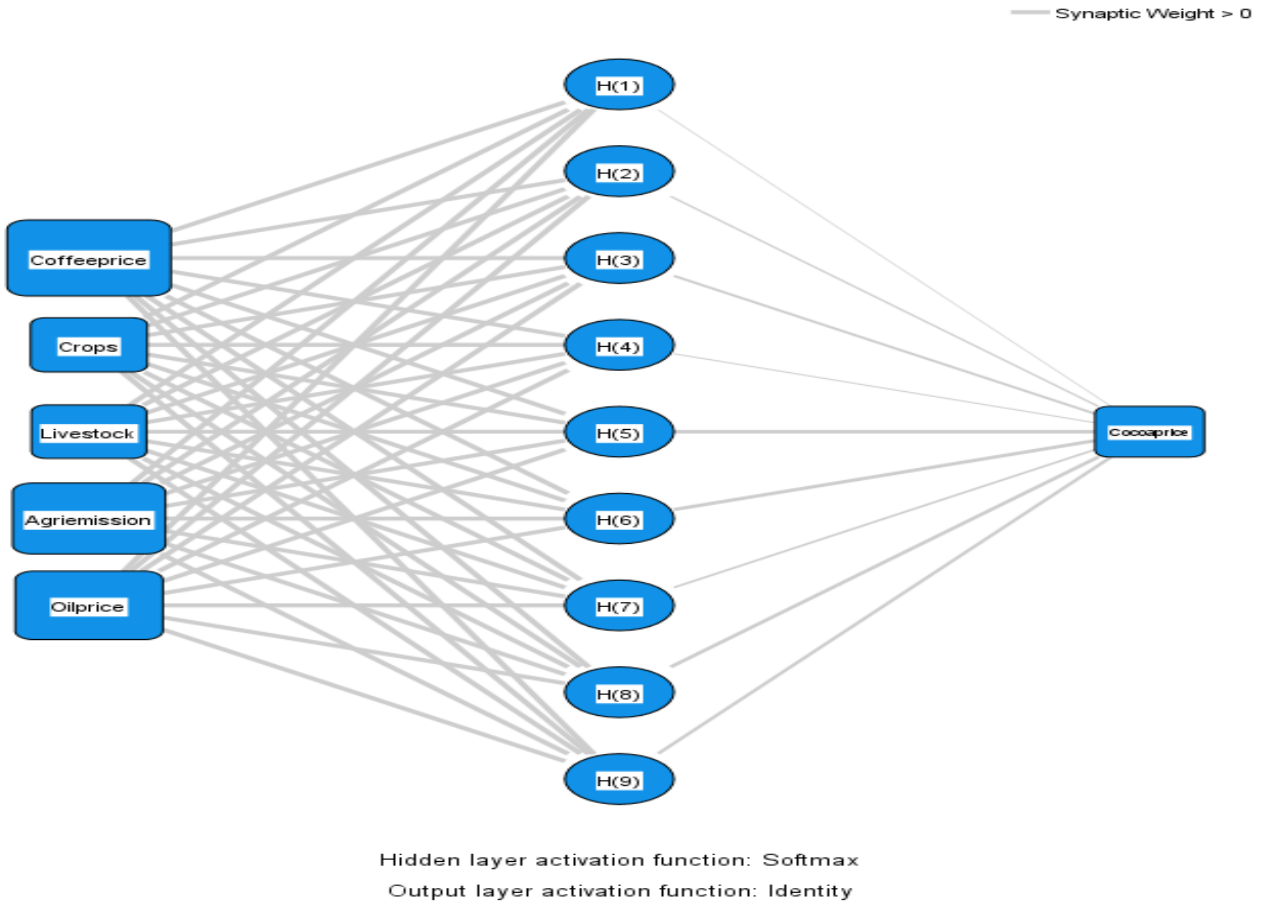 Synaptic Weight > 0
H(1)
H(2)
Coffeeprice
H(3)
Crops
H(4)
Livestock
H(5)
Cocoaprice
Agriemission
H(6)
Oilprice
H(7)
H(8)
H(9)
Hidden layer activation function: Softmax
Output layer activation function: Identity